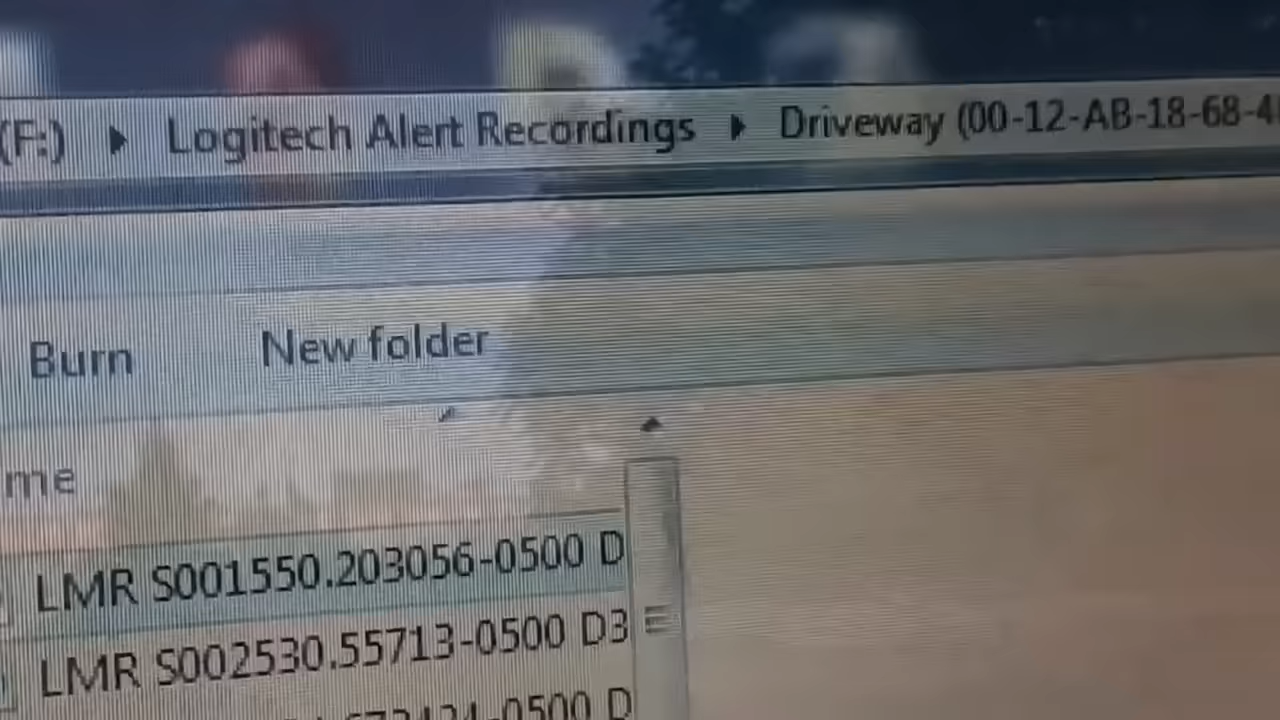 (F:) Logitech Alert Recordings Driveway (00-12-AB-18-68-4
Burn New folder
me
LMR S001550.203056-0500 D
LMR S002530.55713-0500 D3
-0500 D